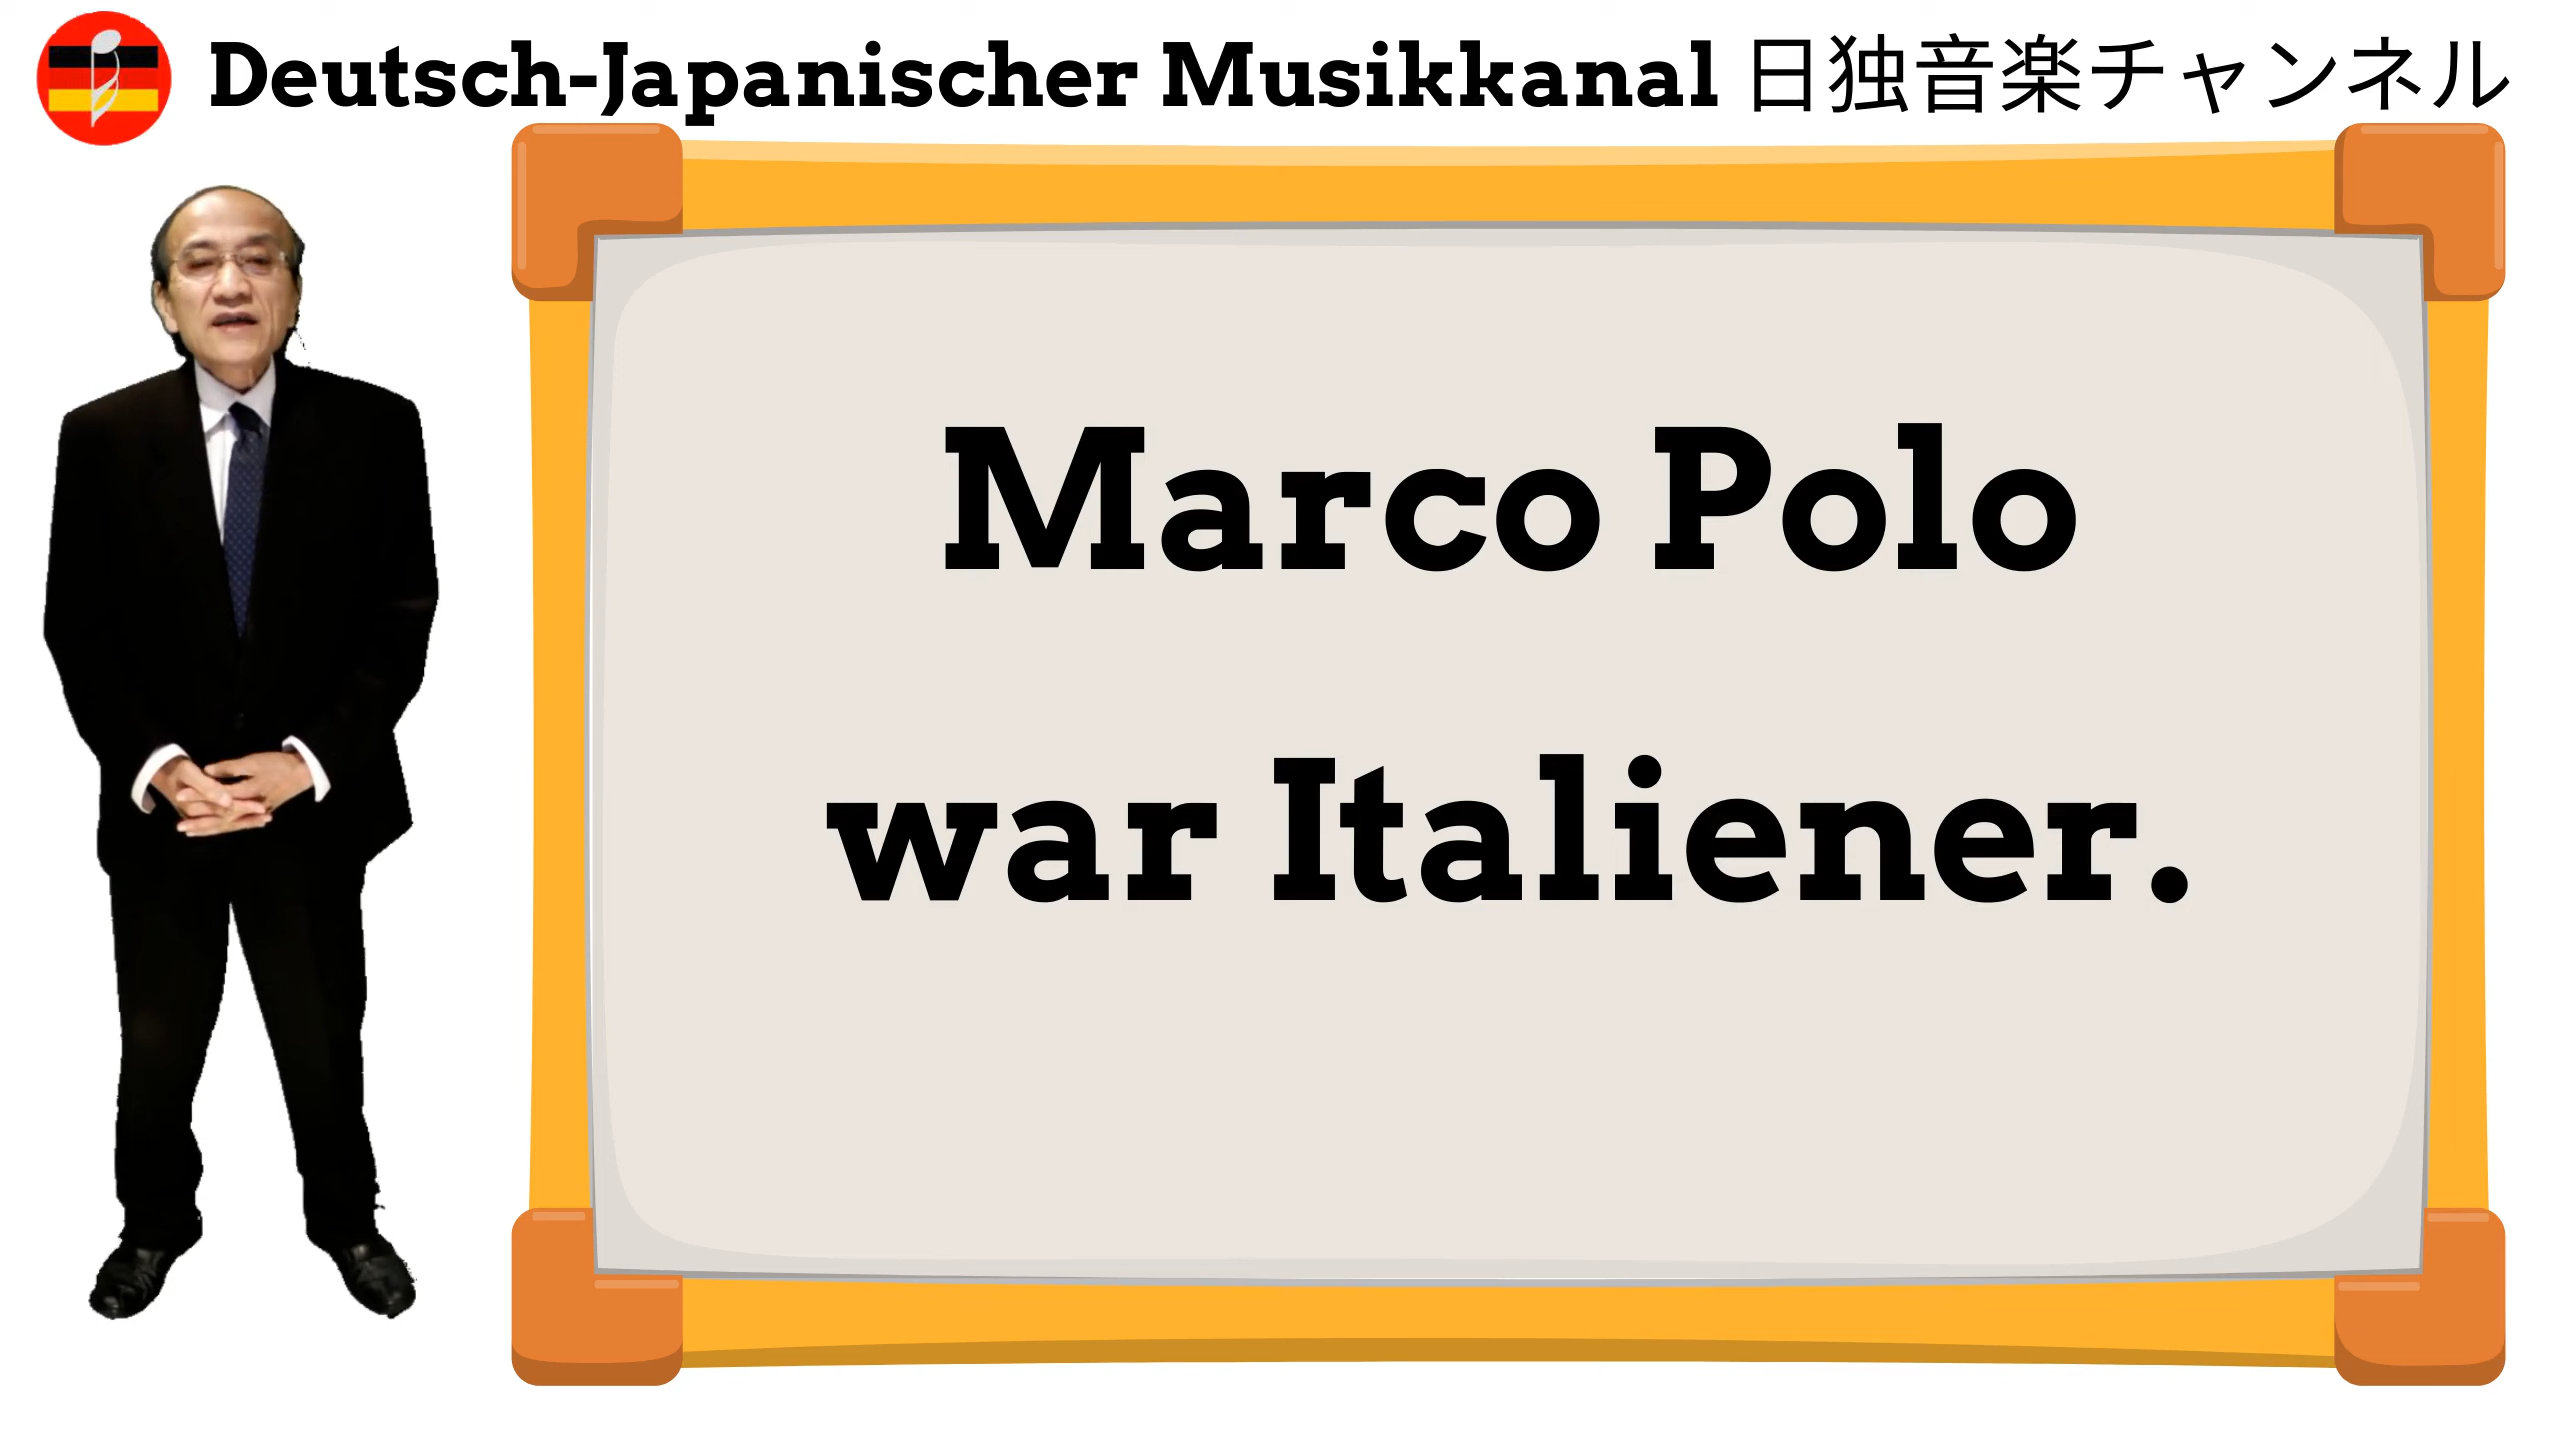 Deutsch-Japanischer Musikkanal 日独音楽チャンネル
Marco Polo
war Italiener.